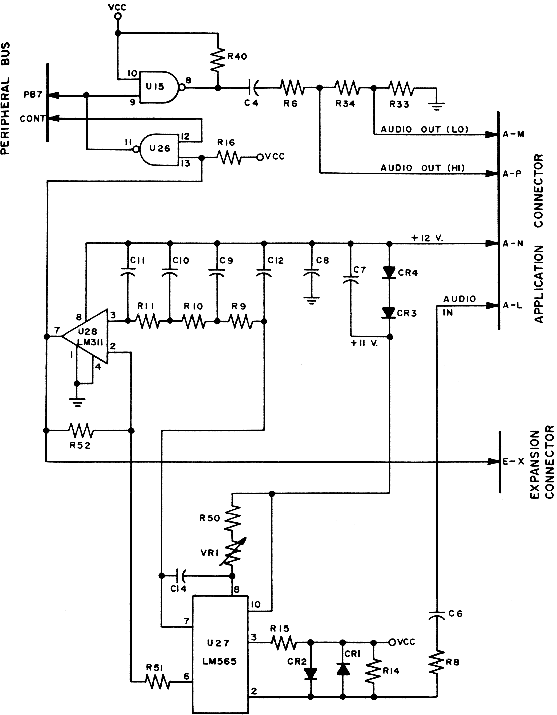 VCC
PERIPHERAL BUS
R40
10
U15
8
PB7
9
C4
R6
R34
R33
CONT
12
11
U26
R16
13
VCC
AUDIO OUT (LO)
A-M
AUDIO OUT (HI)
A-P
APPLICATION CONNECTOR
+12 V.
A-N
C11
C10
C9
C12
C8
C7
CR4
CR3
AUDIO IN
A-L
8
3
R11
R10
R9
7
U28
LM311
+11 V.
1
4
2
R52
E-X
EXPANSION CONNECTOR
R50
VR1
C14
8
10
7
U27
LM565
3
R15
VCC
C6
R51
6
CR2
CR1
R14
R8
2